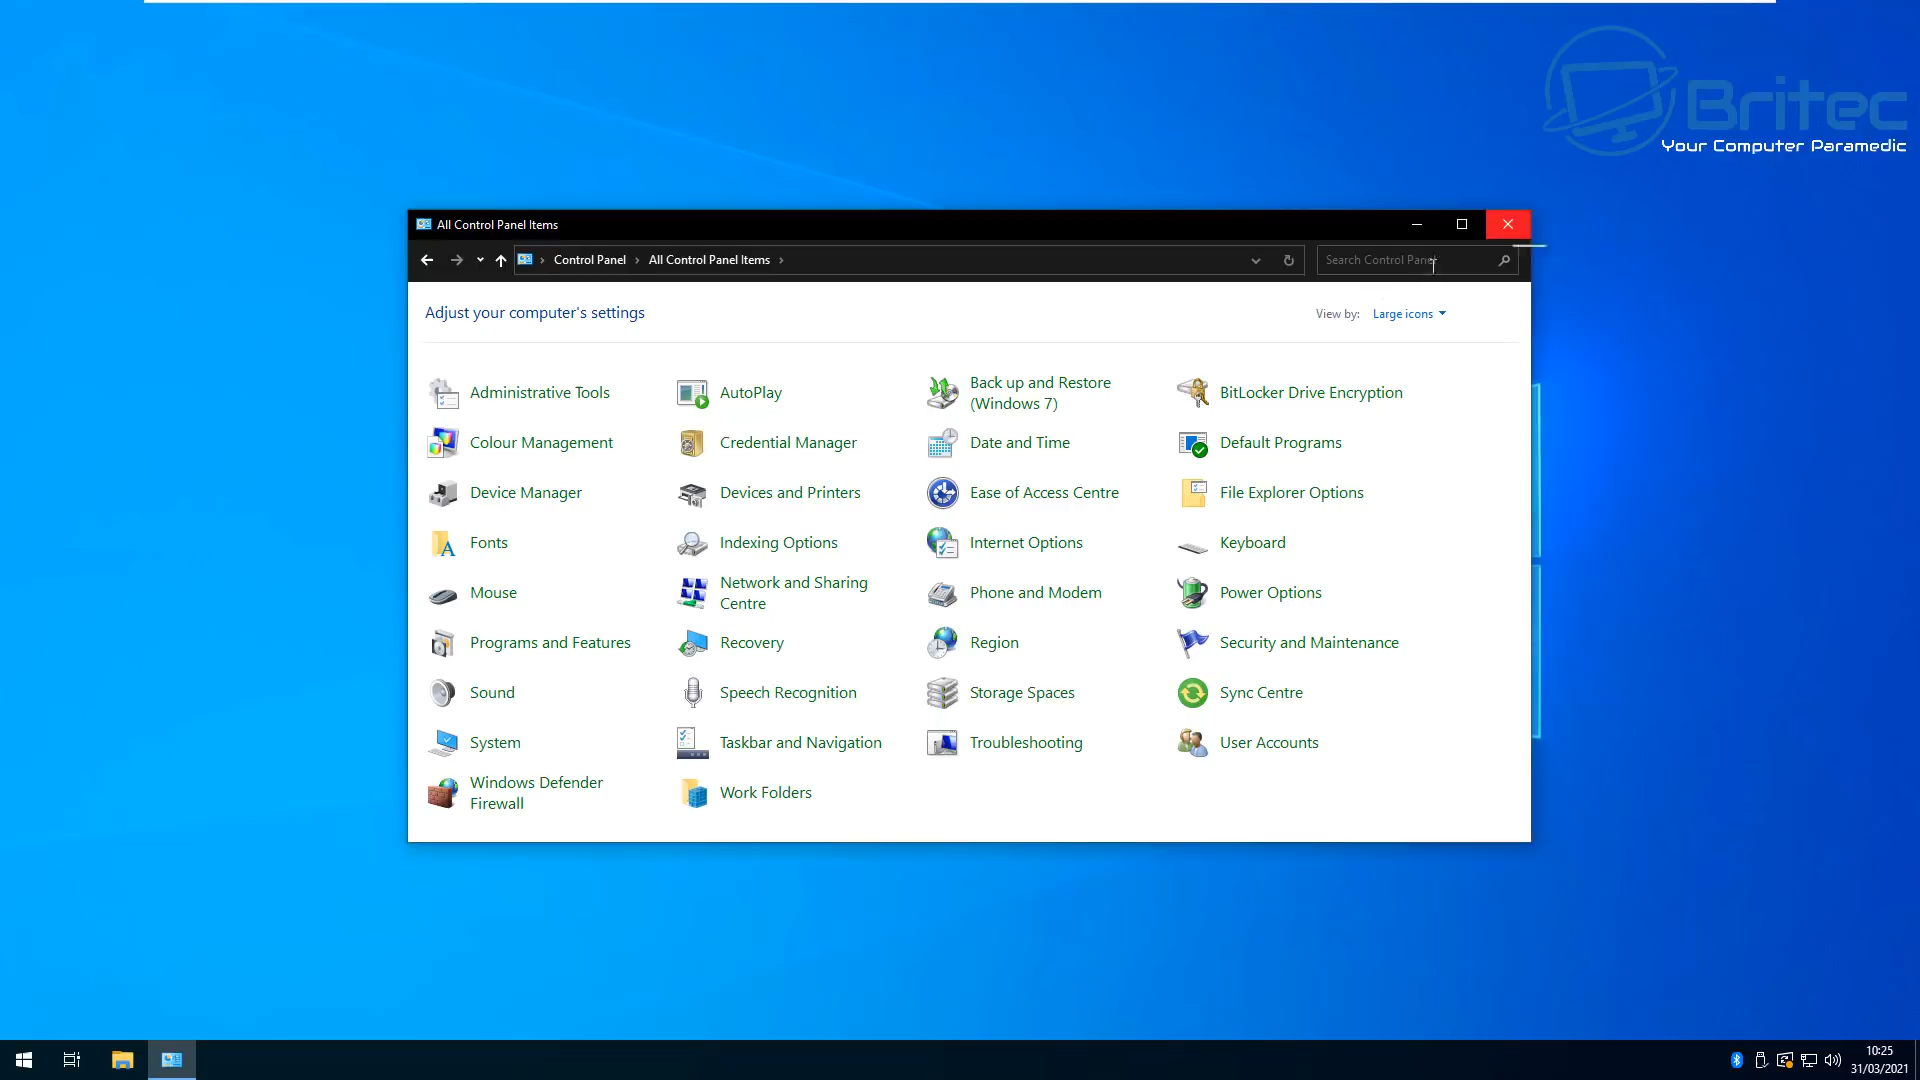 Britec
Your Computer Paramedic
All Control Panel Items
Control Panel
All Control Panel Items
Search Control Panel
Adjust your computer's settings
View by:
Large icons
Administrative Tools
AutoPlay
Back up and Restore
(Windows 7)
BitLocker Drive Encryption
Colour Management
Credential Manager
Date and Time
Default Programs
Device Manager
Devices and Printers
Ease of Access Centre
File Explorer Options
Fonts
Indexing Options
Internet Options
Keyboard
Mouse
Network and Sharing
Centre
Phone and Modem
Power Options
Programs and Features
Recovery
Region
Security and Maintenance
Sound
Speech Recognition
Storage Spaces
Sync Centre
System
Taskbar and Navigation
Troubleshooting
User Accounts
Windows Defender
Firewall
Work Folders
10:25
31/03/2021